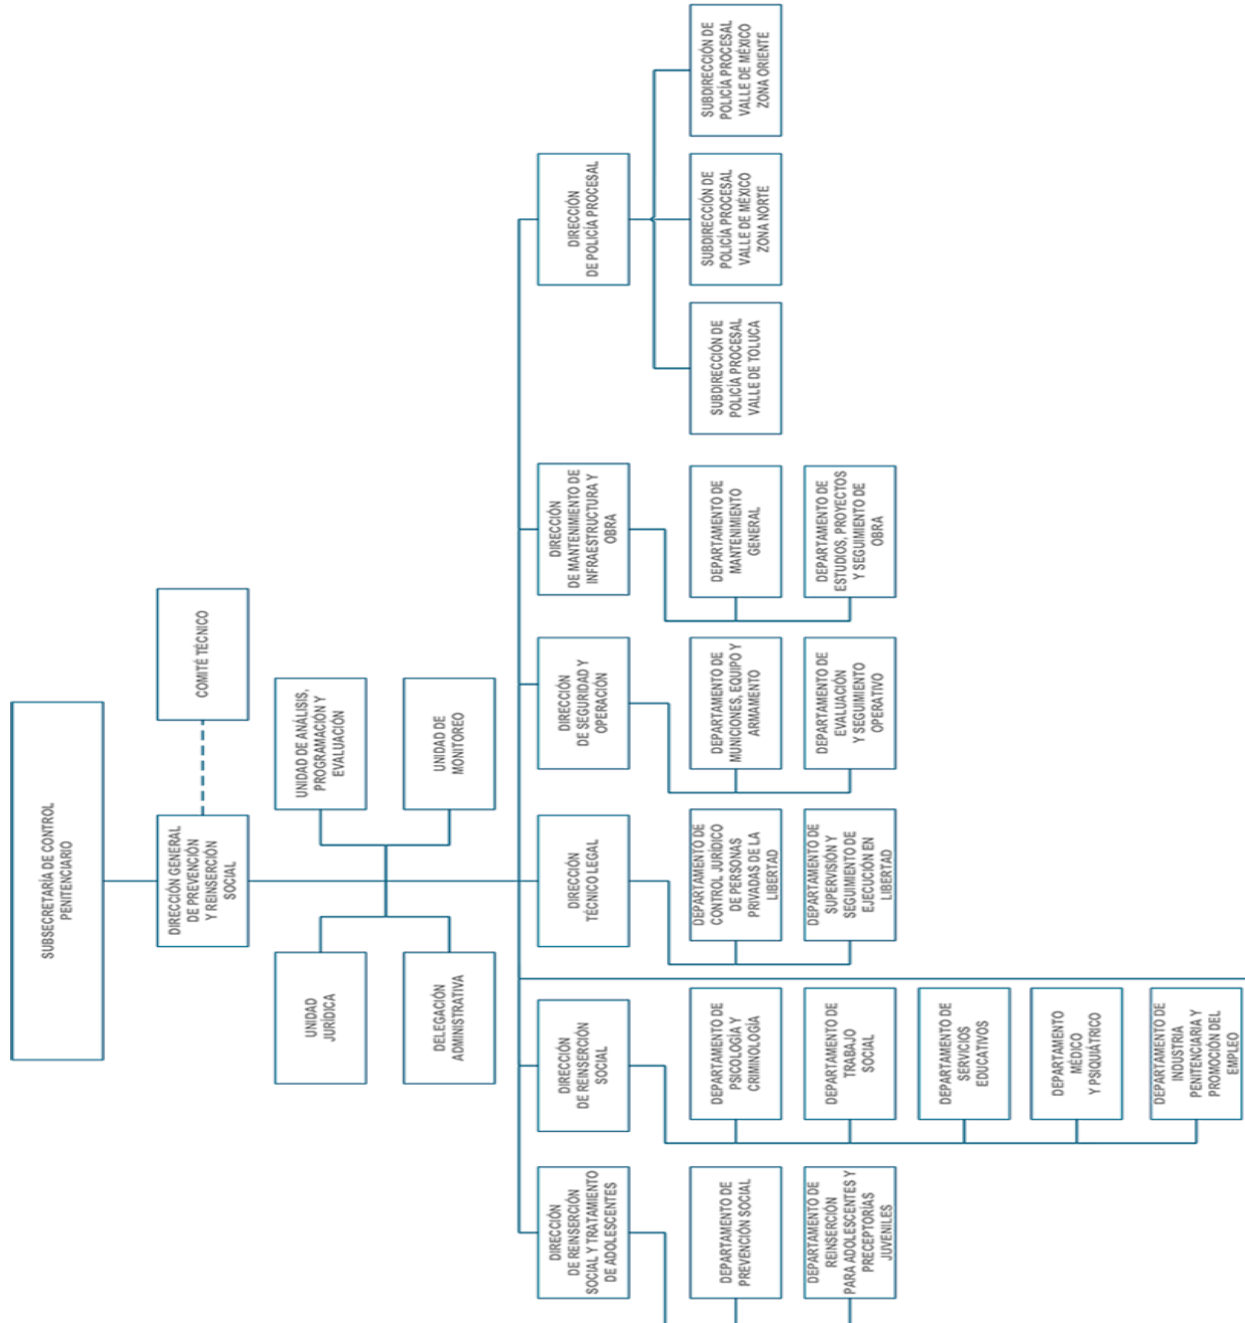 SUBSECRETARÍA DE CONTROL
PENITENCIARIO
DIRECCIÓN GENERAL
DE PREVENCIÓN
Y REINSERCIÓN
SOCIAL
COMITÉ TÉCNICO
UNIDAD
JURÍDICA
UNIDAD DE ANÁLISIS,
PROGRAMACIÓN Y
EVALUACIÓN
DELEGACIÓN
ADMINISTRATIVA
UNIDAD DE
MONITOREO
DIRECCIÓN
DE REINSERCIÓN
SOCIAL Y TRATAMIENTO
DE ADOLESCENTES
DEPARTAMENTO DE
PREVENCIÓN SOCIAL
DEPARTAMENTO DE
REINSERCIÓN
PARA ADOLESCENTES Y
PRECEPTORÍAS
JUVENILES
DIRECCIÓN
DE REINSERCIÓN
SOCIAL
DEPARTAMENTO DE
PSICOLOGÍA Y
CRIMINOLOGÍA
DEPARTAMENTO DE
TRABAJO
SOCIAL
DEPARTAMENTO DE
SERVICIOS
EDUCATIVOS
DEPARTAMENTO
MÉDICO
Y PSIQUIÁTRICO
DEPARTAMENTO DE
INDUSTRIA
PENITENCIARIA Y
PROMOCIÓN DEL
EMPLEO
DIRECCIÓN
TÉCNICO LEGAL
DEPARTAMENTO DE
CONTROL JURÍDICO
DE PERSONAS
PRIVADAS DE LA
LIBERTAD
DEPARTAMENTO DE
SUPERVISIÓN Y
SEGUIMIENTO DE
EJECUCIÓN EN
LIBERTAD
DIRECCIÓN
DE SEGURIDAD Y
OPERACIÓN
DEPARTAMENTO DE
MUNICIONES, EQUIPO Y
ARMAMENTO
DEPARTAMENTO DE
EVALUACIÓN
Y SEGUIMIENTO
OPERATIVO
DIRECCIÓN
DE MANTENIMIENTO DE
INFRAESTRUCTURA Y
OBRA
DEPARTAMENTO DE
MANTENIMIENTO
GENERAL
DEPARTAMENTO DE
ESTUDIOS, PROYECTOS
Y SEGUIMIENTO DE
OBRA
DIRECCIÓN
DE POLICÍA PROCESAL
SUBDIRECCIÓN DE
POLICÍA PROCESAL
VALLE DE TOLUCA
SUBDIRECCIÓN DE
POLICÍA PROCESAL
VALLE DE MÉXICO
ZONA NORTE
SUBDIRECCIÓN DE
POLICÍA PROCESAL
VALLE DE MÉXICO
ZONA ORIENTE